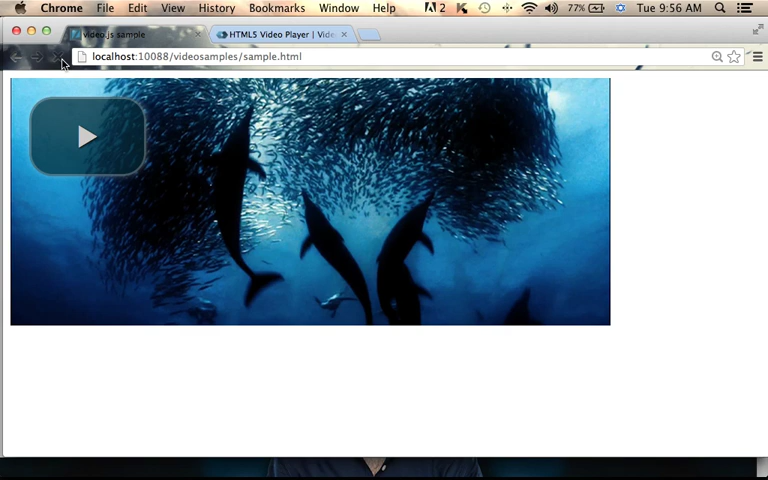 Chrome File Edit View History Bookmarks Window Help 2 77% Tue 9:56 AM
video.js sample HTML5 Video Player | Vide
localhost:10088/videosamples/sample.html